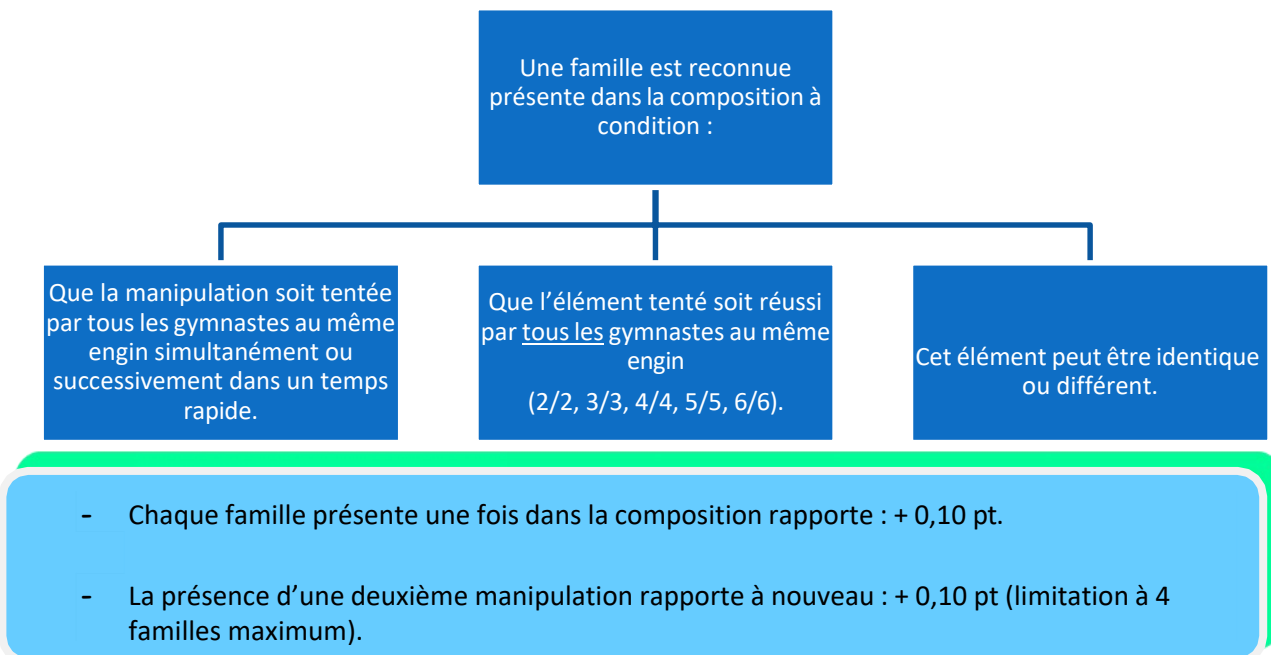 Une famille est reconnue
présente dans la composition à
condition :
Que la manipulation soit tentée
par tous les gymnastes au même
engin simultanément ou
successivement dans un temps
rapide.
Que l’élément tenté soit réussi
par tous les gymnastes au même
engin
(2/2, 3/3, 4/4, 5/5, 6/6).
Cet élément peut être identique
ou différent.
- Chaque famille présente une fois dans la composition rapporte : + 0,10 pt.
- La présence d’une deuxième manipulation rapporte à nouveau : + 0,10 pt (limitation à 4
familles maximum).